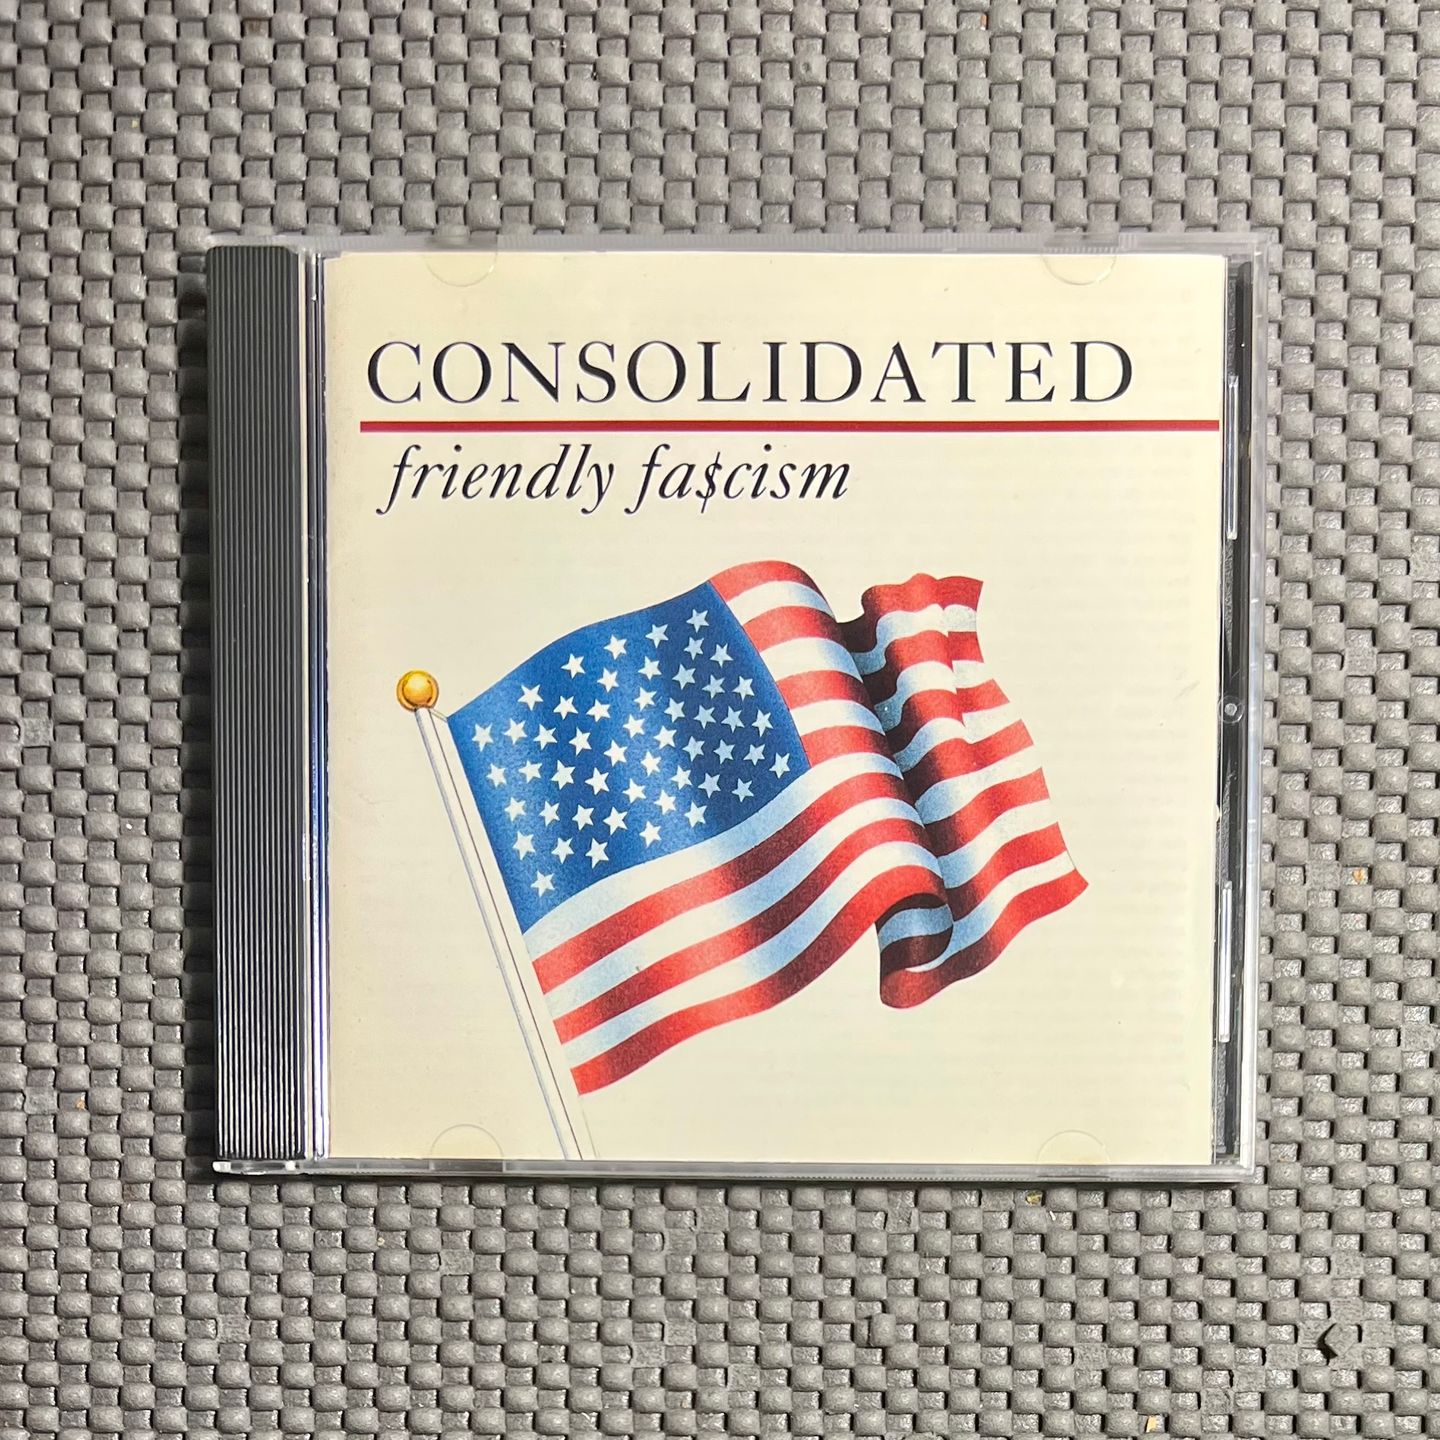 CONSOLIDATED
friendly fa$cism